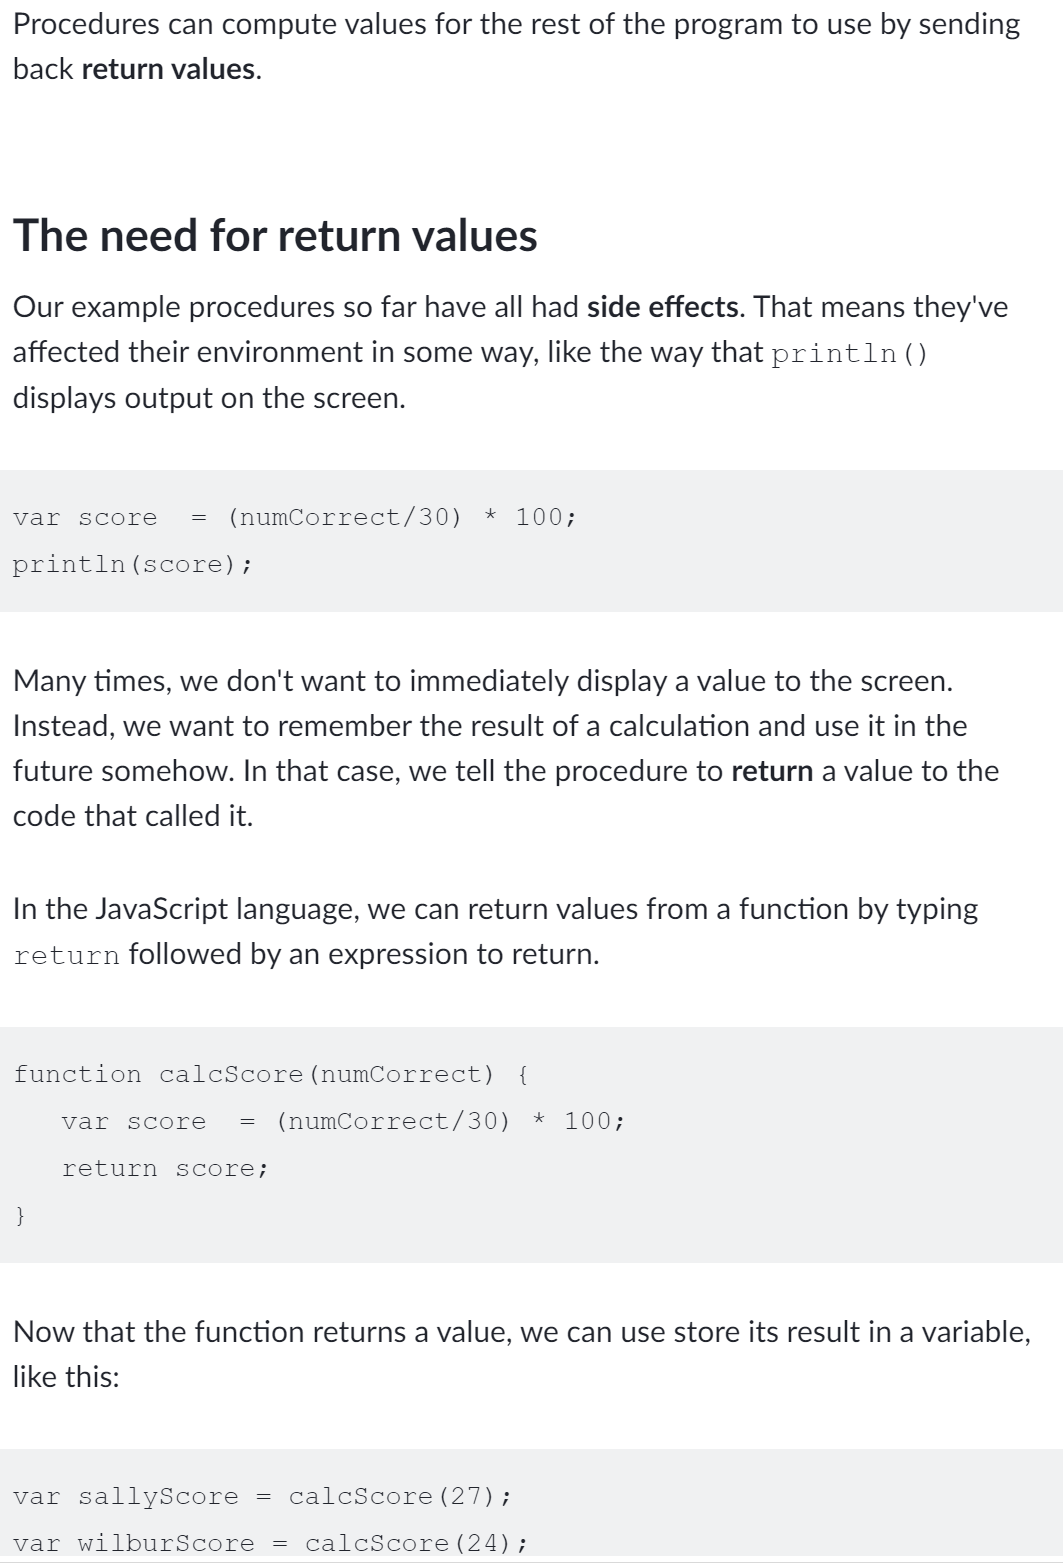 Procedures can compute values for the rest of the program to use by sending
back return values.
The need for return values
Our example procedures so far have all had side effects. That means they've
affected their environment in some way, like the way that println()
displays output on the screen.
var score  = (numCorrect/30) * 100;
println(score);
Many times, we don't want to immediately display a value to the screen.
Instead, we want to remember the result of a calculation and use it in the
future somehow. In that case, we tell the procedure to return a value to the
code that called it.
In the JavaScript language, we can return values from a function by typing
return followed by an expression to return.
function calcScore(numCorrect) {
   var score  = (numCorrect/30) * 100;
   return score;
}
Now that the function returns a value, we can use store its result in a variable,
like this:
var sallyScore = calcScore(27);
var wilburScore = calcScore(24);